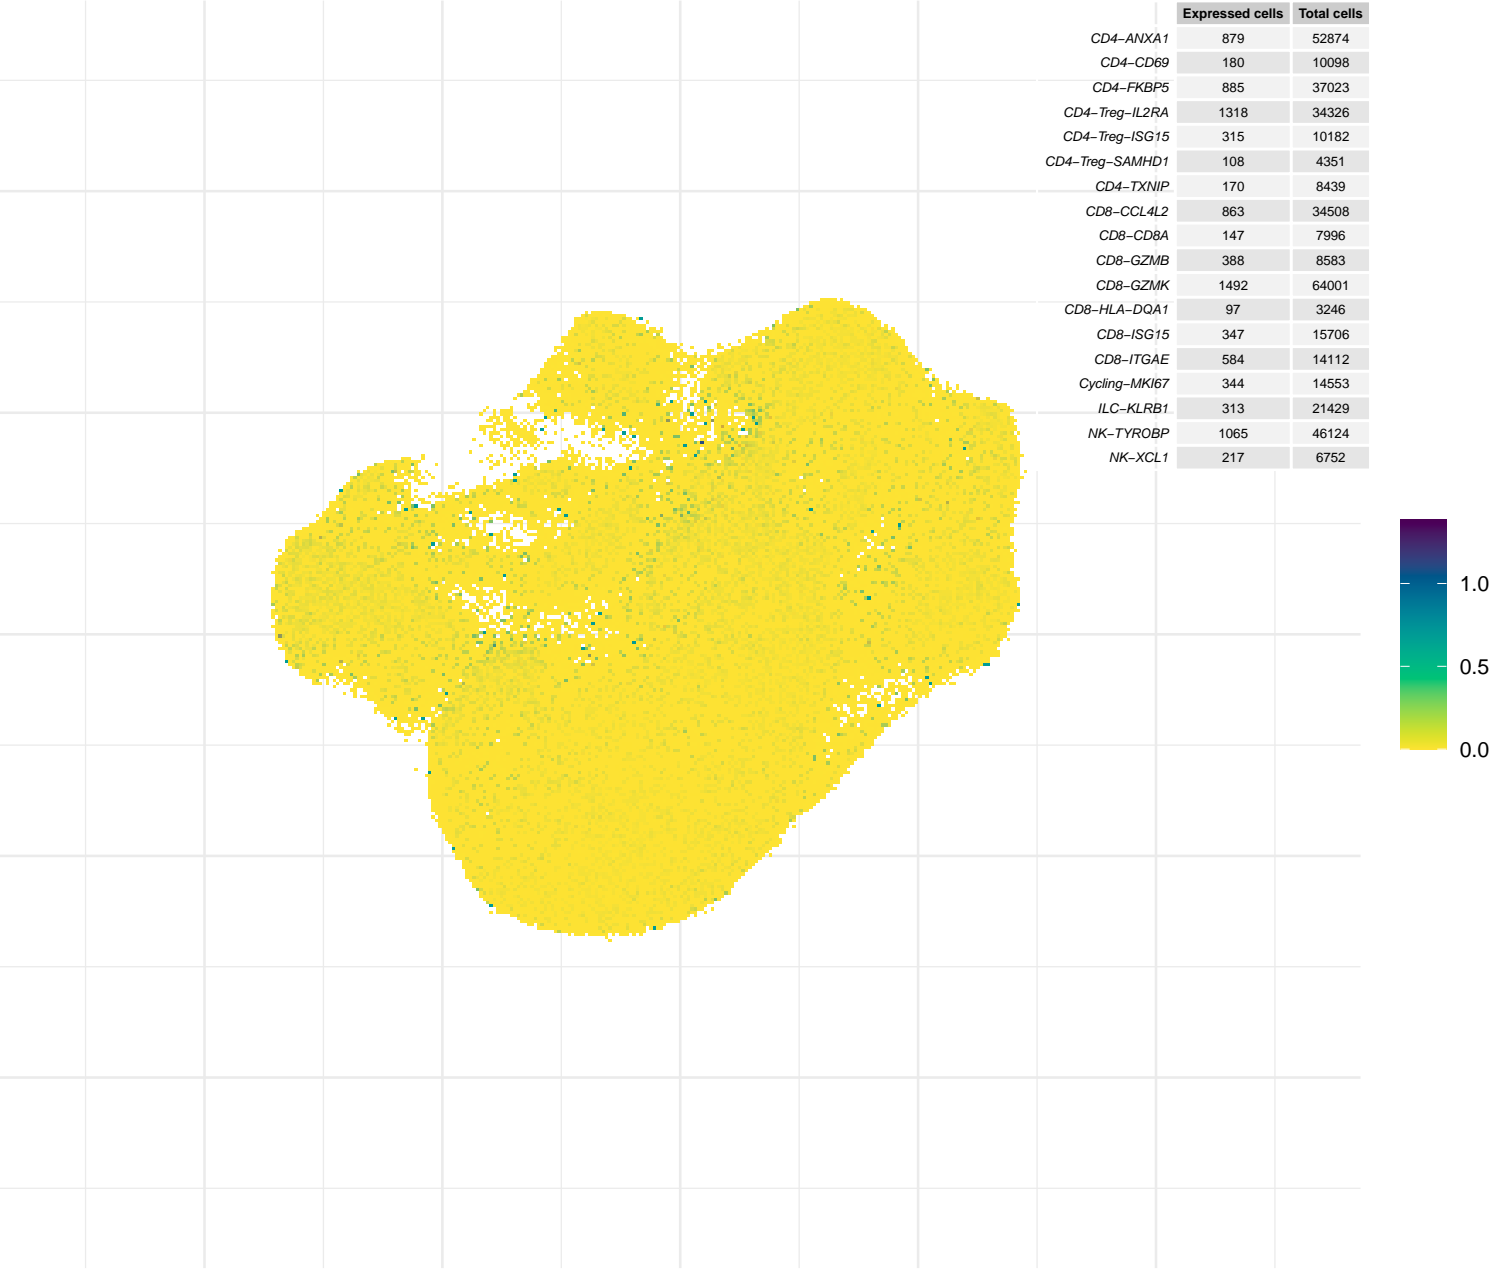 Expressed cells Total cells
CD4−ANXA1 879 52874
CD4−CD69 180 10098
CD4−FKBP5 885 37023
CD4−Treg−IL2RA 1318 34326
CD4−Treg−ISG15 315 10182
CD4−Treg−SAMHD1 108 4351
CD4−TXNIP 170 8439
CD8−CCL4L2 863 34508
CD8−CD8A 147 7996
CD8−GZMB 388 8583
CD8−GZMK 1492 64001
CD8−HLA−DQA1 97 3246
CD8−ISG15 347 15706
CD8−ITGAE 584 14112
Cycling−MKI67 344 14553
ILC−KLRB1 313 21429
NK−TYROBP 1065 46124
NK−XCL1 217 6752
1.0
0.5
0.0